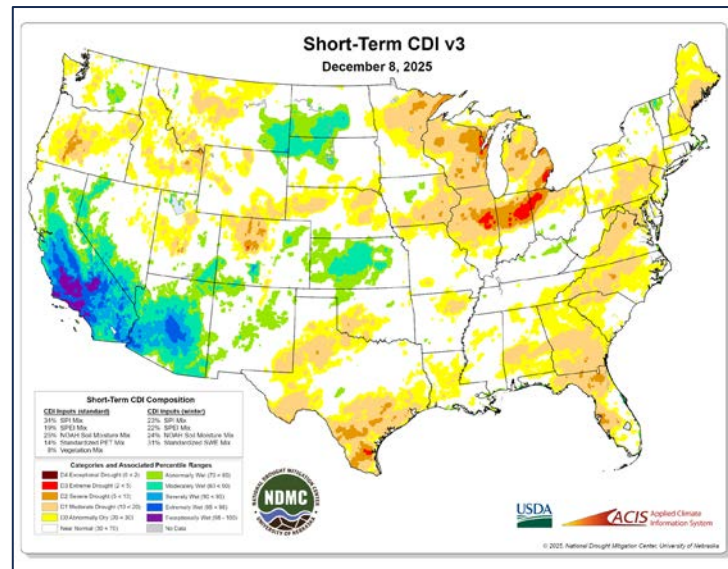 Short-Term CDI v3
December 8, 2025
Short-Term CDI Composition
CDI Inputs (standard)
34% SPI Mix
19% SPEI Mix
25% NOAH Soil Moisture Mix
14% Standardized PET Mix
8% Vegetation Mix
CDI Inputs (winter)
23% SPI Mix
22% SPEI Mix
24% NOAH Soil Moisture Mix
31% Standardized SWE Mix
Categories and Associated Percentile Ranges
D4 Exceptional Drought (0 < 2)
D3 Extreme Drought (2 < 5)
D2 Severe Drought (5 < 10)
D1 Moderate Drought (10 < 20)
D0 Abnormally Dry (20 < 30)
Near Normal (30 < 70)
Abnormally Wet (70 < 80)
Moderately Wet (80 < 90)
Severely Wet (90 < 95)
Extremely Wet (95 < 98)
Exceptionally Wet (98 - 100)
No Data
NATIONAL DROUGHT MITIGATION CENTER
NDMC
UNIVERSITY OF NEBRASKA
USDA
ACIS Applied Climate
Information System
© 2025, National Drought Mitigation Center, University of Nebraska